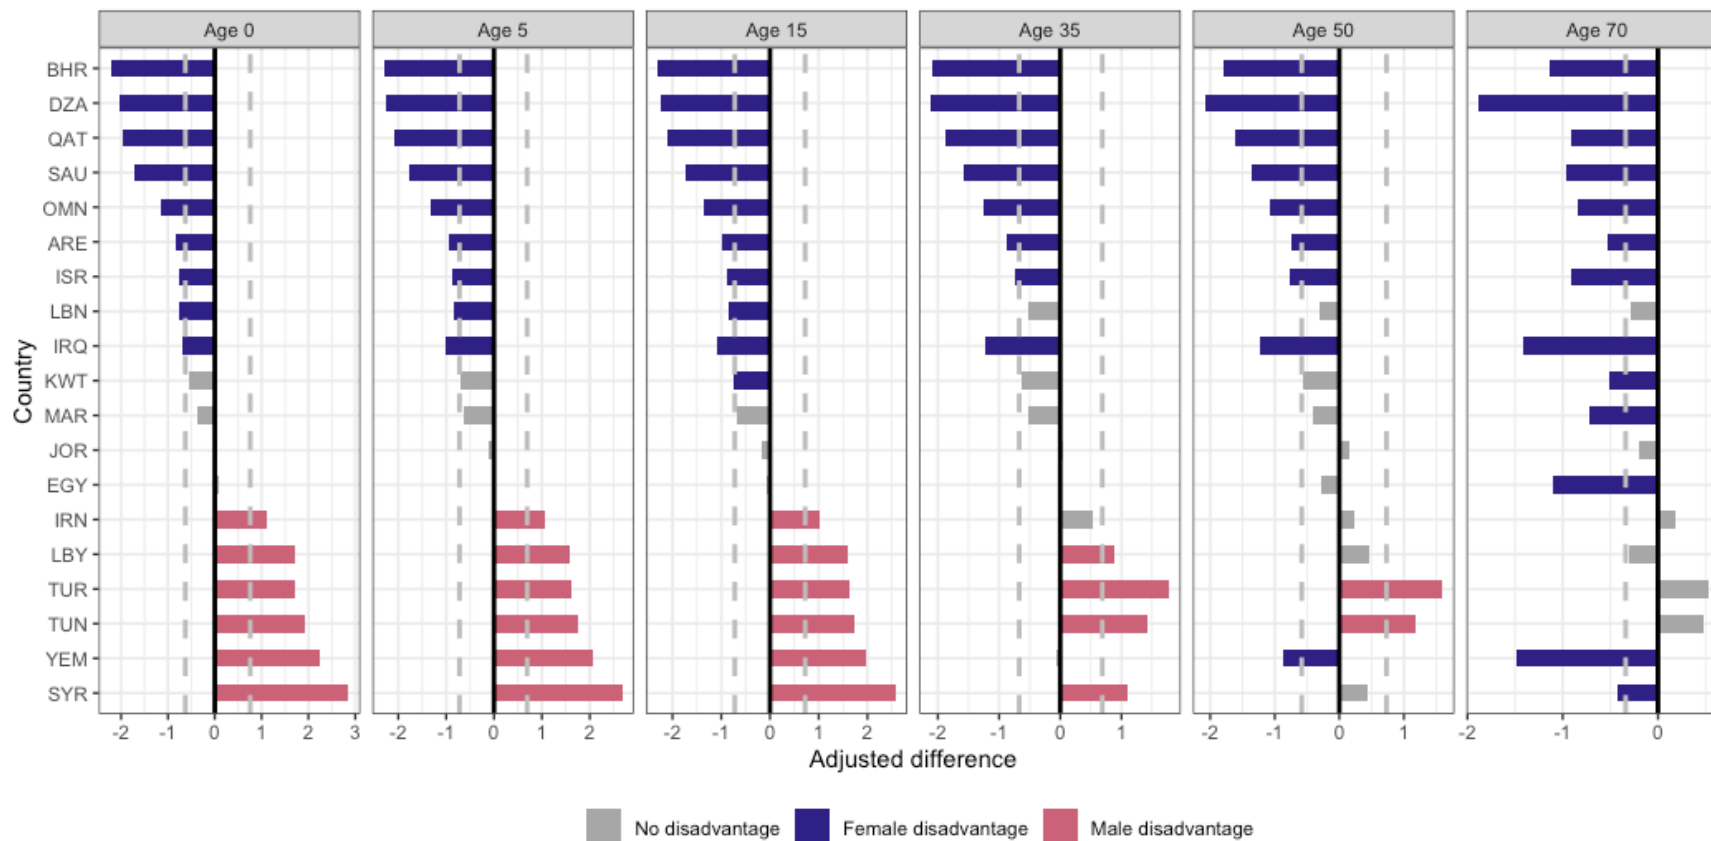 Age 0 Age 5 Age 15 Age 35 Age 50 Age 70
BHR
DZA
QAT
SAU
OMN
ARE
ISR
LBN
IRQ
KWT
MAR
JOR
EGY
IRN
LBY
TUR
TUN
YEM
SYR
Country
-2 -1 0 1 2 3 -2 -1 0 1 2 -2 -1 0 1 2 -2 -1 0 1 -2 -1 0 1 -2 -1 0
Adjusted difference
No disadvantage Female disadvantage Male disadvantage